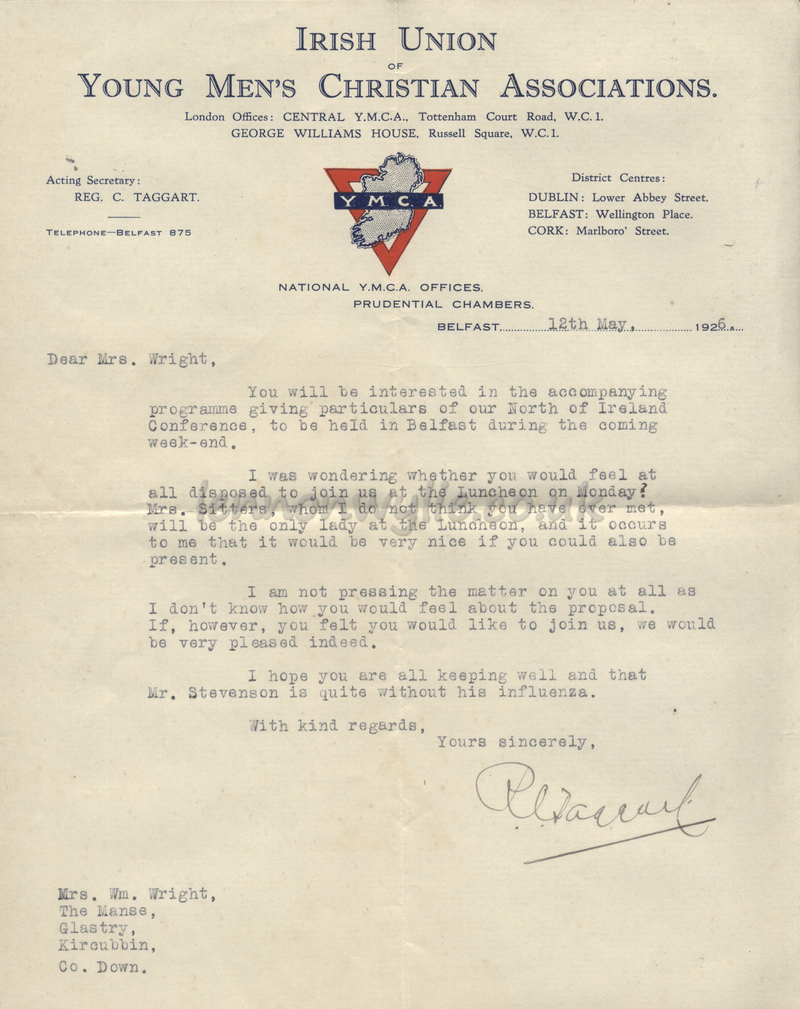 IRISH UNION
OF
YOUNG MEN'S CHRISTIAN ASSOCIATIONS.
London Offices: CENTRAL Y.M.C.A., Tottenham Court Road, W.C.1.
GEORGE WILLIAMS HOUSE, Russell Square, W.C.1.
Acting Secretary:
REG. C. TAGGART.
TELEPHONE—BELFAST 875
YMCA
District Centres:
DUBLIN: Lower Abbey Street.
BELFAST: Wellington Place.
CORK: Marlboro' Street.
NATIONAL Y.M.C.A. OFFICES,
PRUDENTIAL CHAMBERS.
BELFAST 12th May, 1926.
Dear Mrs. Wright,
You will be interested in the accompanying
programme giving particulars of our North of Ireland
Conference, to be held in Belfast during the coming
week-end.
I was wondering whether you would feel at
all disposed to join us at the Luncheon on Monday?
Mrs. Sitters, whom I do not think you have ever met,
will be the only lady at the Luncheon, and it occurs
to me that it would be very nice if you could also be
present.
I am not pressing the matter on you at all as
I don't know how you would feel about the proposal.
If, however, you felt you would like to join us, we would
be very pleased indeed.
I hope you are all keeping well and that
Mr. Stevenson is quite without his influenza.
With kind regards,
Yours sincerely,
R.C.Taggart
Mrs. Wm. Wright,
The Manse,
Glastry,
Kircubbin,
Co. Down.